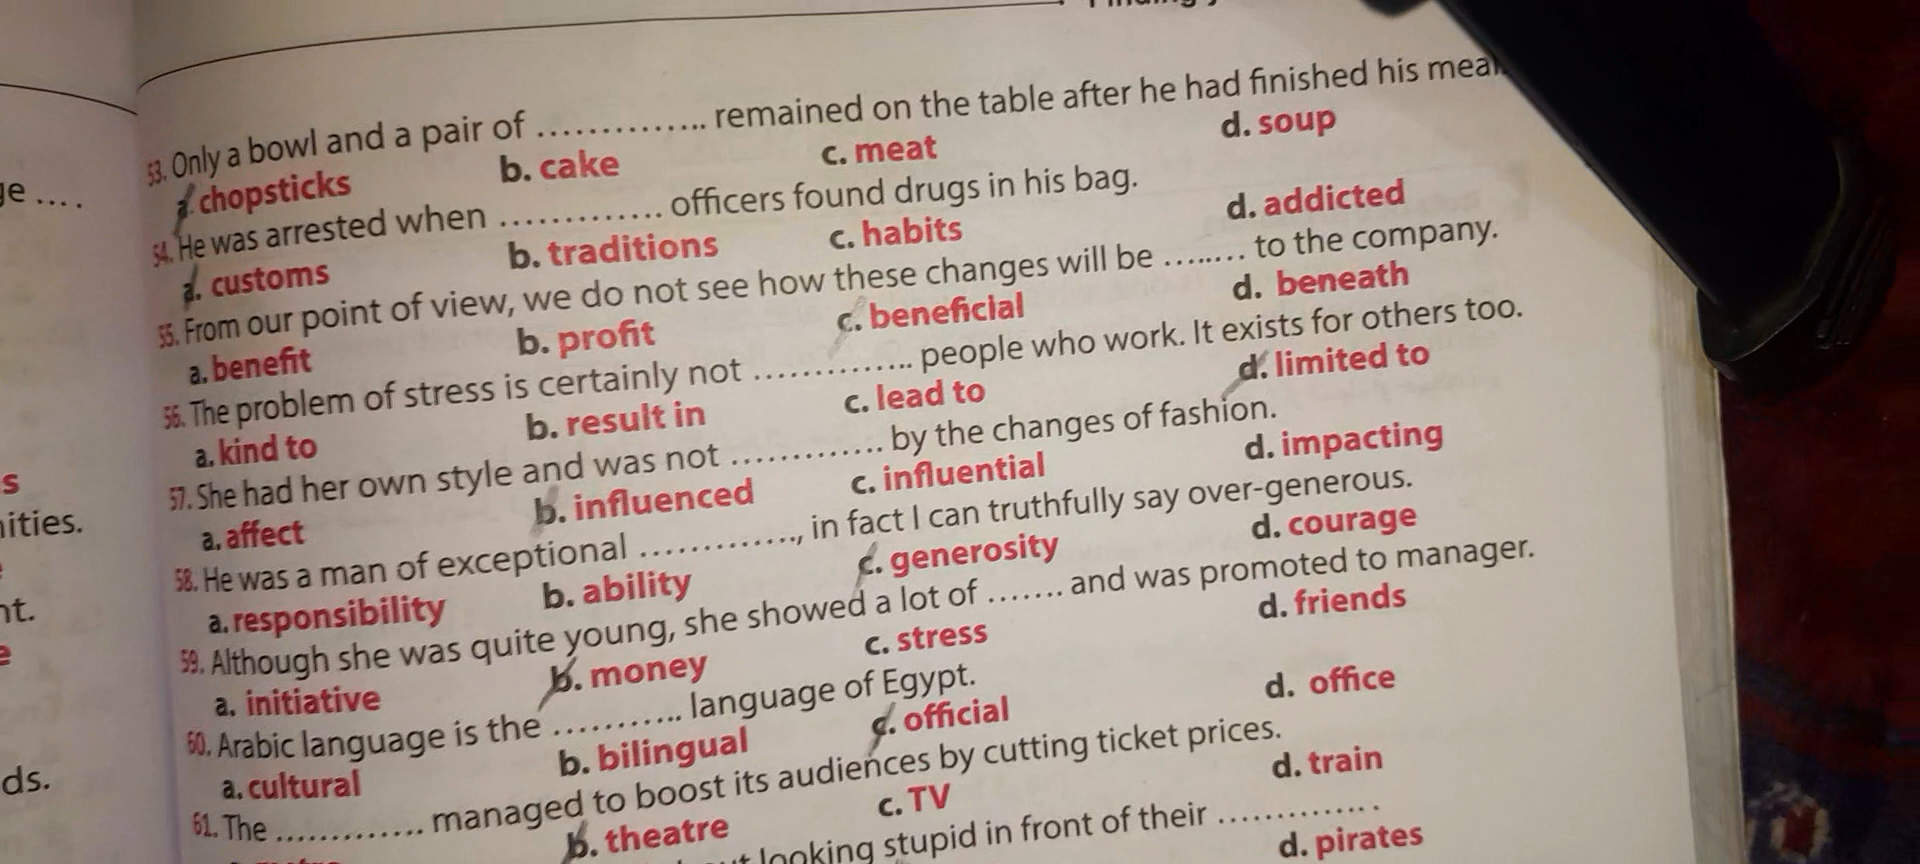 ge ....
s
ities.
nt.
ds.
53. Only a bowl and a pair of .............. remained on the table after he had finished his meal
a. chopsticks b. cake c. meat d. soup
54. He was arrested when ............. officers found drugs in his bag.
a. customs b. traditions c. habits d. addicted
55. From our point of view, we do not see how these changes will be ........ to the company.
a. benefit b. profit c. beneficial d. beneath
56. The problem of stress is certainly not .............. people who work. It exists for others too.
a. kind to b. result in c. lead to d. limited to
57. She had her own style and was not ............. by the changes of fashion.
a. affect b. influenced c. influential d. impacting
58. He was a man of exceptional ............., in fact I can truthfully say over-generous.
a. responsibility b. ability c. generosity d. courage
59. Although she was quite young, she showed a lot of ....... and was promoted to manager.
a. initiative b. money c. stress d. friends
60. Arabic language is the ........... language of Egypt.
a. cultural b. bilingual c. official d. office
61. The ............. managed to boost its audiences by cutting ticket prices.
b. theatre c. TV d. train
looking stupid in front of their .............
d. pirates